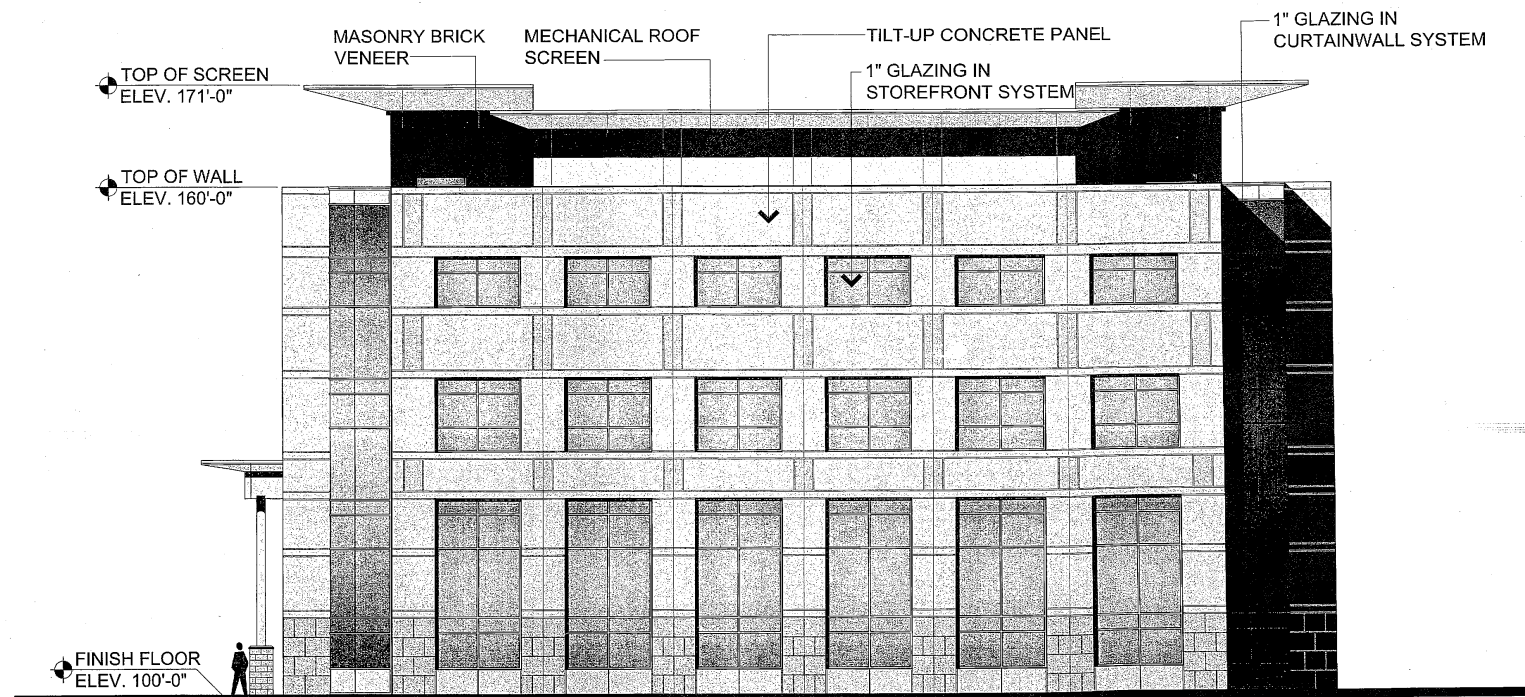 MASONRY BRICK
VENEER
MECHANICAL ROOF
SCREEN
TILT-UP CONCRETE PANEL
1" GLAZING IN
STOREFRONT SYSTEM
1" GLAZING IN
CURTAINWALL SYSTEM
TOP OF SCREEN
ELEV. 171'-0"
TOP OF WALL
ELEV. 160'-0"
FINISH FLOOR
ELEV. 100'-0"